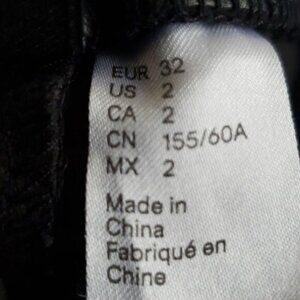 EUR 32
US 2
CA 2
CN 155/60A
MX 2
Made in
China
Fabriqué en
Chine